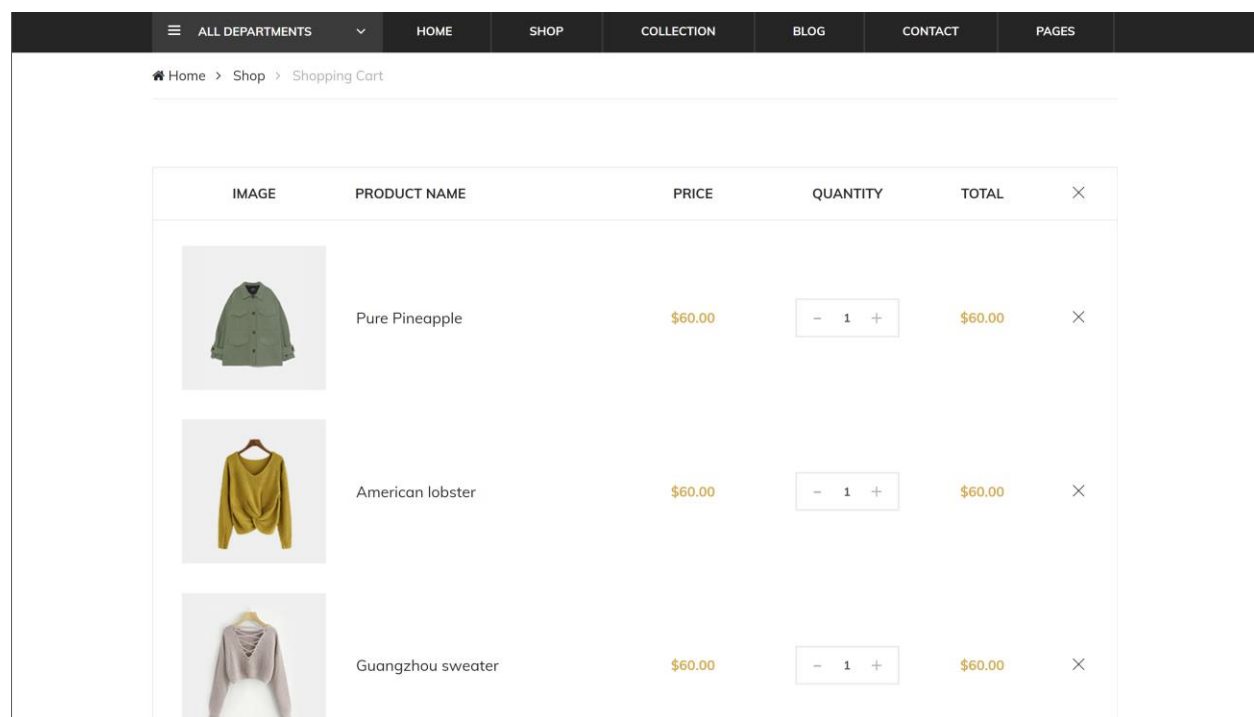 ALL DEPARTMENTS HOME SHOP COLLECTION BLOG CONTACT PAGES
Home > Shop > Shopping Cart
IMAGE PRODUCT NAME PRICE QUANTITY TOTAL
Pure Pineapple $60.00 - 1 + $60.00
American lobster $60.00 - 1 + $60.00
Guangzhou sweater $60.00 - 1 + $60.00